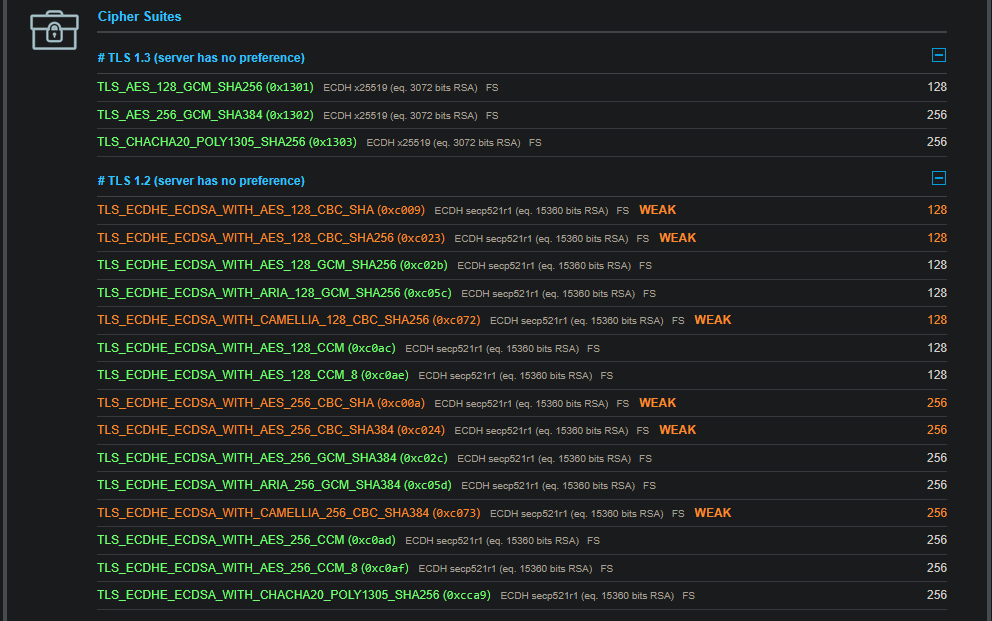 Cipher Suites
# TLS 1.3 (server has no preference)
TLS_AES_128_GCM_SHA256 (0x1301) ECDH x25519 (eq. 3072 bits RSA) FS 128
TLS_AES_256_GCM_SHA384 (0x1302) ECDH x25519 (eq. 3072 bits RSA) FS 256
TLS_CHACHA20_POLY1305_SHA256 (0x1303) ECDH x25519 (eq. 3072 bits RSA) FS 256
# TLS 1.2 (server has no preference)
TLS_ECDHE_ECDSA_WITH_AES_128_CBC_SHA (0xc009) ECDH secp521r1 (eq. 15360 bits RSA) FS WEAK 128
TLS_ECDHE_ECDSA_WITH_AES_128_CBC_SHA256 (0xc023) ECDH secp521r1 (eq. 15360 bits RSA) FS WEAK 128
TLS_ECDHE_ECDSA_WITH_AES_128_GCM_SHA256 (0xc02b) ECDH secp521r1 (eq. 15360 bits RSA) FS 128
TLS_ECDHE_ECDSA_WITH_ARIA_128_GCM_SHA256 (0xc05c) ECDH secp521r1 (eq. 15360 bits RSA) FS 128
TLS_ECDHE_ECDSA_WITH_CAMELLIA_128_CBC_SHA256 (0xc072) ECDH secp521r1 (eq. 15360 bits RSA) FS WEAK 128
TLS_ECDHE_ECDSA_WITH_AES_128_CCM (0xc0ac) ECDH secp521r1 (eq. 15360 bits RSA) FS 128
TLS_ECDHE_ECDSA_WITH_AES_128_CCM_8 (0xc0ae) ECDH secp521r1 (eq. 15360 bits RSA) FS 128
TLS_ECDHE_ECDSA_WITH_AES_256_CBC_SHA (0xc00a) ECDH secp521r1 (eq. 15360 bits RSA) FS WEAK 256
TLS_ECDHE_ECDSA_WITH_AES_256_CBC_SHA384 (0xc024) ECDH secp521r1 (eq. 15360 bits RSA) FS WEAK 256
TLS_ECDHE_ECDSA_WITH_AES_256_GCM_SHA384 (0xc02c) ECDH secp521r1 (eq. 15360 bits RSA) FS 256
TLS_ECDHE_ECDSA_WITH_ARIA_256_GCM_SHA384 (0xc05d) ECDH secp521r1 (eq. 15360 bits RSA) FS 256
TLS_ECDHE_ECDSA_WITH_CAMELLIA_256_CBC_SHA384 (0xc073) ECDH secp521r1 (eq. 15360 bits RSA) FS WEAK 256
TLS_ECDHE_ECDSA_WITH_AES_256_CCM (0xc0ad) ECDH secp521r1 (eq. 15360 bits RSA) FS 256
TLS_ECDHE_ECDSA_WITH_AES_256_CCM_8 (0xc0af) ECDH secp521r1 (eq. 15360 bits RSA) FS 256
TLS_ECDHE_ECDSA_WITH_CHACHA20_POLY1305_SHA256 (0xcca9) ECDH secp521r1 (eq. 15360 bits RSA) FS 256